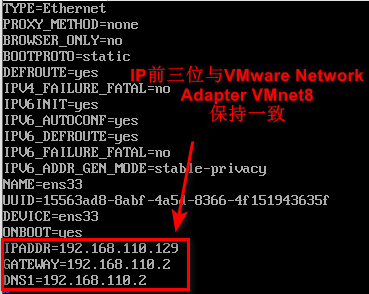 TYPE=Ethernet
PROXY_METHOD=none
BROWSER_ONLY=no
BOOTPROTO=static
DEFROUTE=yes
IPV4_FAILURE_FATAL=no
IPV6INIT=yes
IPV6_AUTOCONF=yes
IPV6_DEFROUTE=yes
IPV6_FAILURE_FATAL=no
IPV6_ADDR_GEN_MODE=stable-privacy
NAME=ens33
UUID=15563ad8-8abf-4a5d-8366-4f151943635f
DEVICE=ens33
ONBOOT=yes
IPADDR=192.168.110.129
GATEWAY=192.168.110.2
DNS1=192.168.110.2
IP前三位与VMware Network
Adapter VMnet8
保持一致